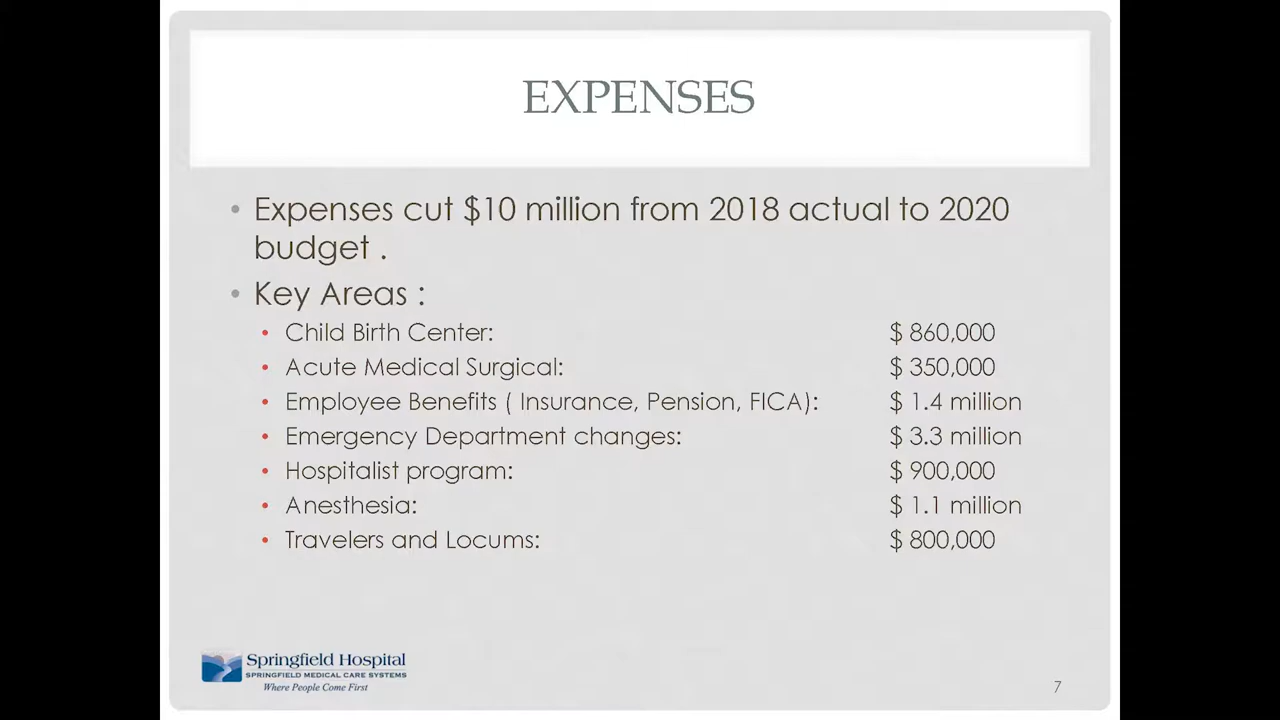 EXPENSES
• Expenses cut $10 million from 2018 actual to 2020
budget .
• Key Areas :
• Child Birth Center: $ 860,000
• Acute Medical Surgical: $ 350,000
• Employee Benefits ( Insurance, Pension, FICA): $ 1.4 million
• Emergency Department changes: $ 3.3 million
• Hospitalist program: $ 900,000
• Anesthesia: $ 1.1 million
• Travelers and Locums: $ 800,000
Springfield Hospital
SPRINGFIELD MEDICAL CARE SYSTEMS
Where People Come First
7